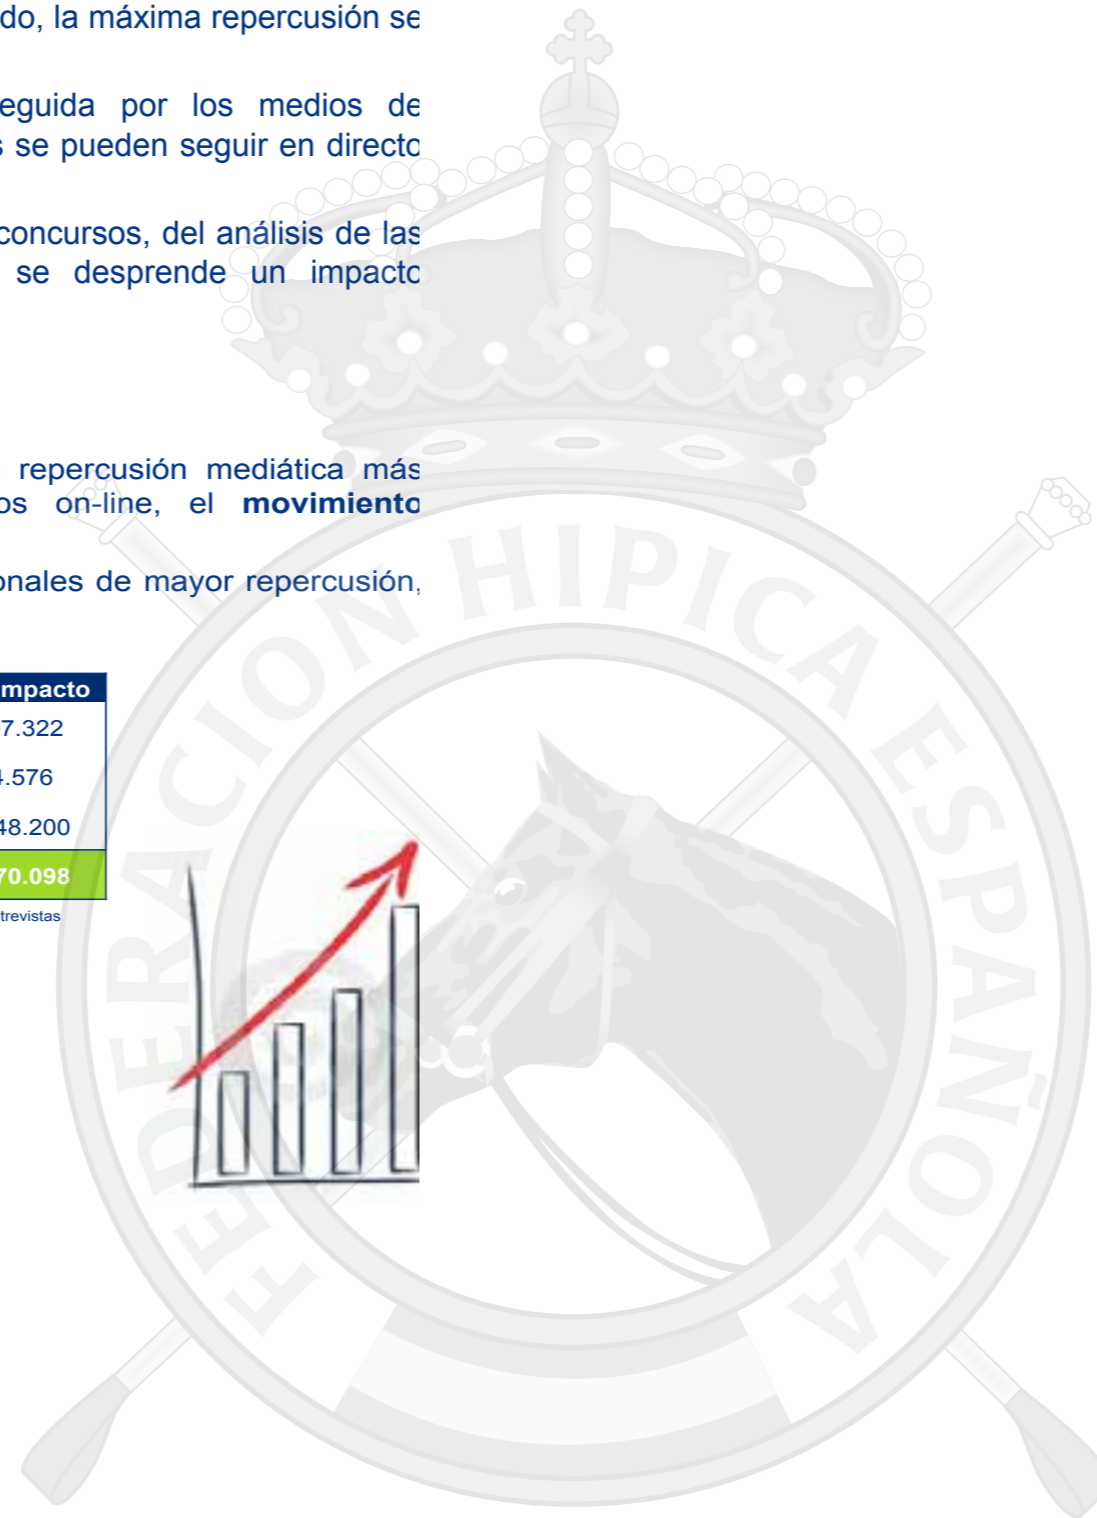 do, la máxima repercusión se
eguida por los medios de
s se pueden seguir en directo
concursos, del análisis de las
se desprende un impacto
repercusión mediática más
os on-line, el movimiento
onales de mayor repercusión,
mpacto
7.322
.576
48.200
70.098
trevistas
FEDERACION HIPICA ESPAÑOLA